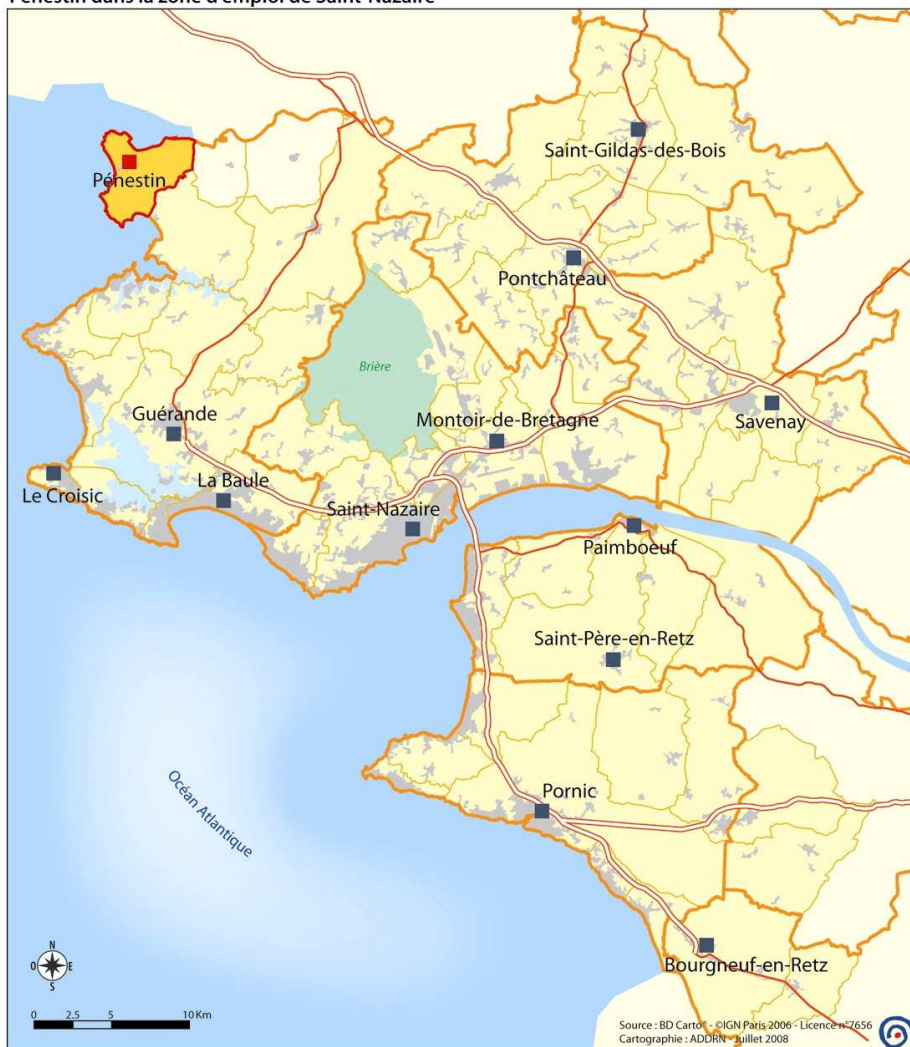 Pénestin dans la zone d'emploi de Saint-Nazaire
Saint-Gildas-des-Bois
Pénestin
Pontchâteau
Brière
Guérande
Montoir-de-Bretagne
Savenay
Le Croisic
La Baule
Saint-Nazaire
Paimboeuf
Saint-Père-en-Retz
Océan Atlantique
Pornic
Bourgneuf-en-Retz
N
O E
S
0 2.5 5 10 Km
Source : BD Carto® - ©IGN Paris 2006 - Licence n°7656
Cartographie : ADDRN - Juillet 2008